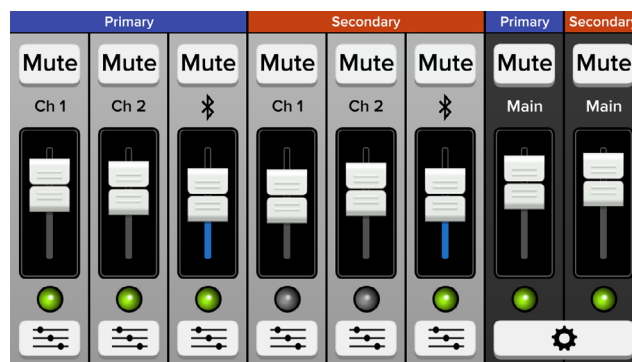 Primary Secondary Primary Secondary
Mute Mute Mute Mute Mute Mute Mute Mute
Ch 1 Ch 2 Ch 1 Ch 2 Main Main